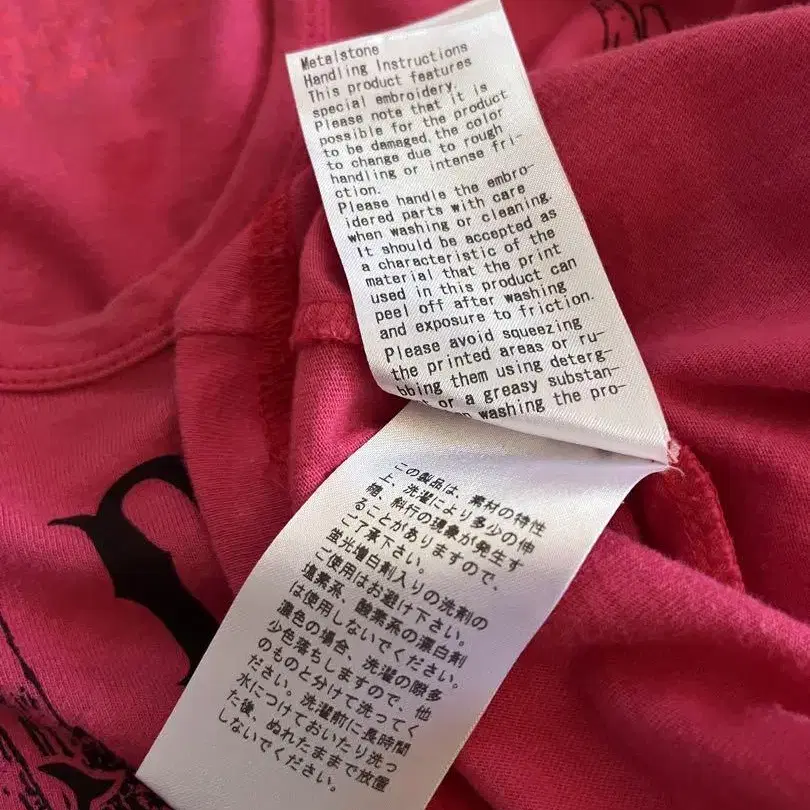 Metalstone
Handling Instructions
This product features
special embroidery.
Please note that it is
possible for the product
to be damaged, the color
to change due to rough
handling or intense fri-
ction.
Please handle the embro-
idered parts with care
when washing or cleaning
It should be accepted as
a characteristic of the
material that the print
used in this product can
peel off after washing
and exposure to friction.
Please avoid squeezing
the printed areas or ru-
bbing them using deterg-
or a greasy substan-
washing the pro-
この製品は、素材の特性
上、洗濯により多少の伸
縮、斜行の現象が発生す
ることがありますので、
ご了承下さい。
蛍光増白剤入りの洗剤の
ご使用はお避け下さい。
塩素系、酸素系の漂白剤
は使用しないでください。
濃色の場合、洗濯の際多
少色落ちしますので、他
のものと分けて洗ってく
ださい。洗濯前に長時間
水につけておいたり洗っ
た後、ぬれたままで放置
しないでください。